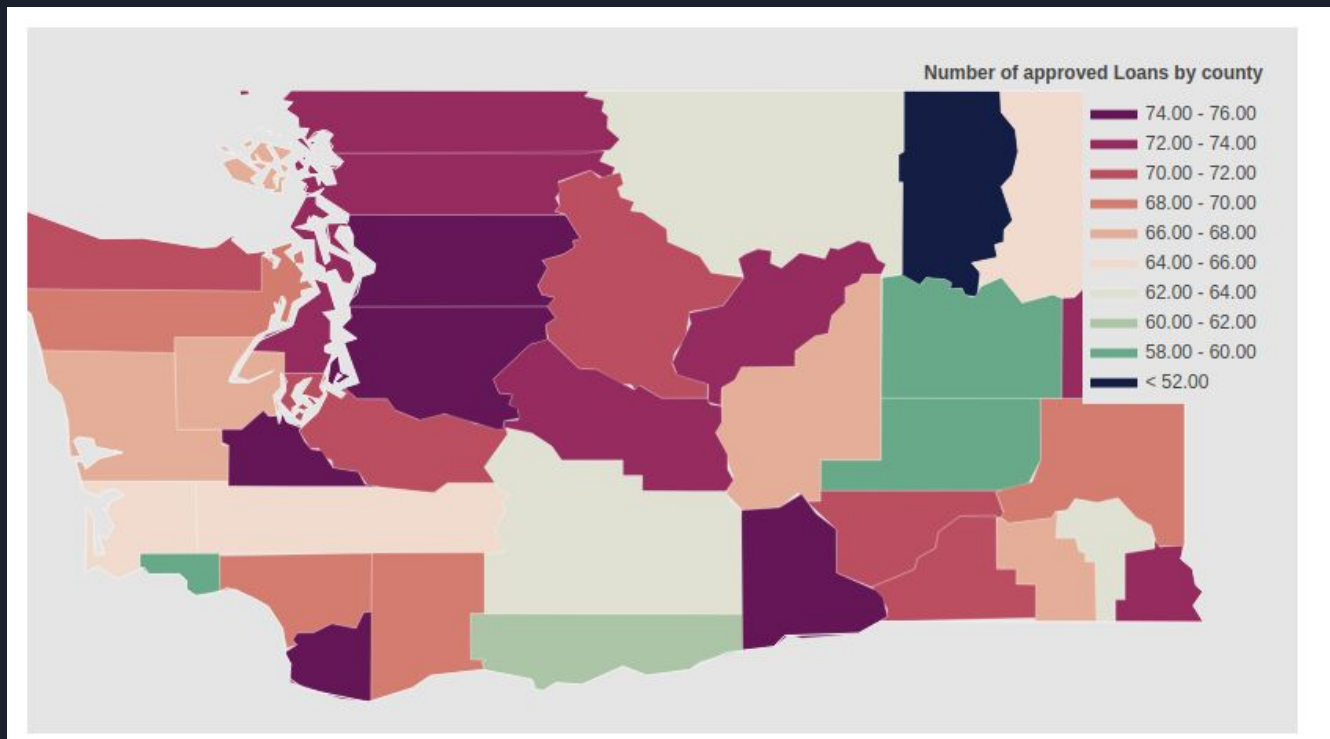 Number of approved Loans by county
74.00 - 76.00
72.00 - 74.00
70.00 - 72.00
68.00 - 70.00
66.00 - 68.00
64.00 - 66.00
62.00 - 64.00
60.00 - 62.00
58.00 - 60.00
< 52.00